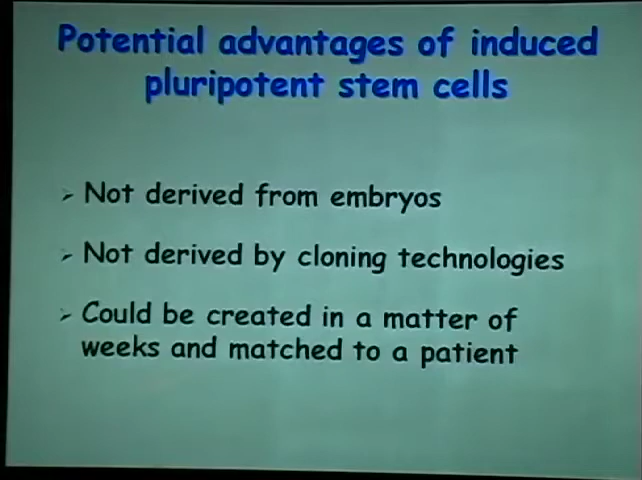 Potential advantages of induced
pluripotent stem cells
➢ Not derived from embryos
➢ Not derived by cloning technologies
➢ Could be created in a matter of
weeks and matched to a patient